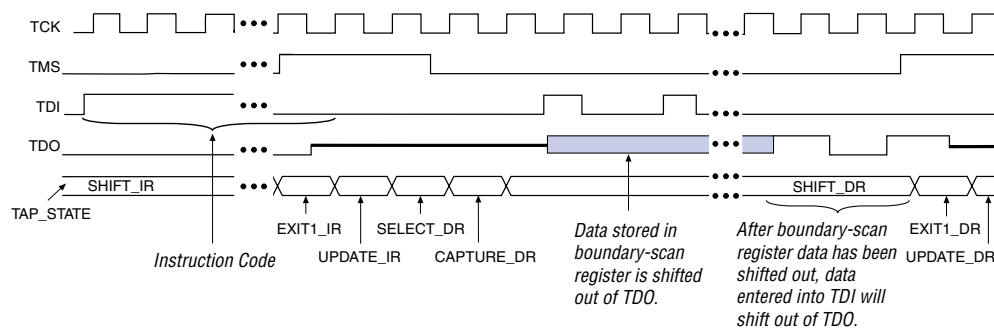 TCK
TMS
TDI
TDO
SHIFT_IR
SHIFT_DR
TAP_STATE
EXIT1_IR
SELECT_DR
UPDATE_IR
CAPTURE_DR
Instruction Code
Data stored in
boundary-scan
register is shifted
out of TDO.
After boundary-scan
register data has been
shifted out, data
entered into TDI will
shift out of TDO.
EXIT1_DR
UPDATE_DR